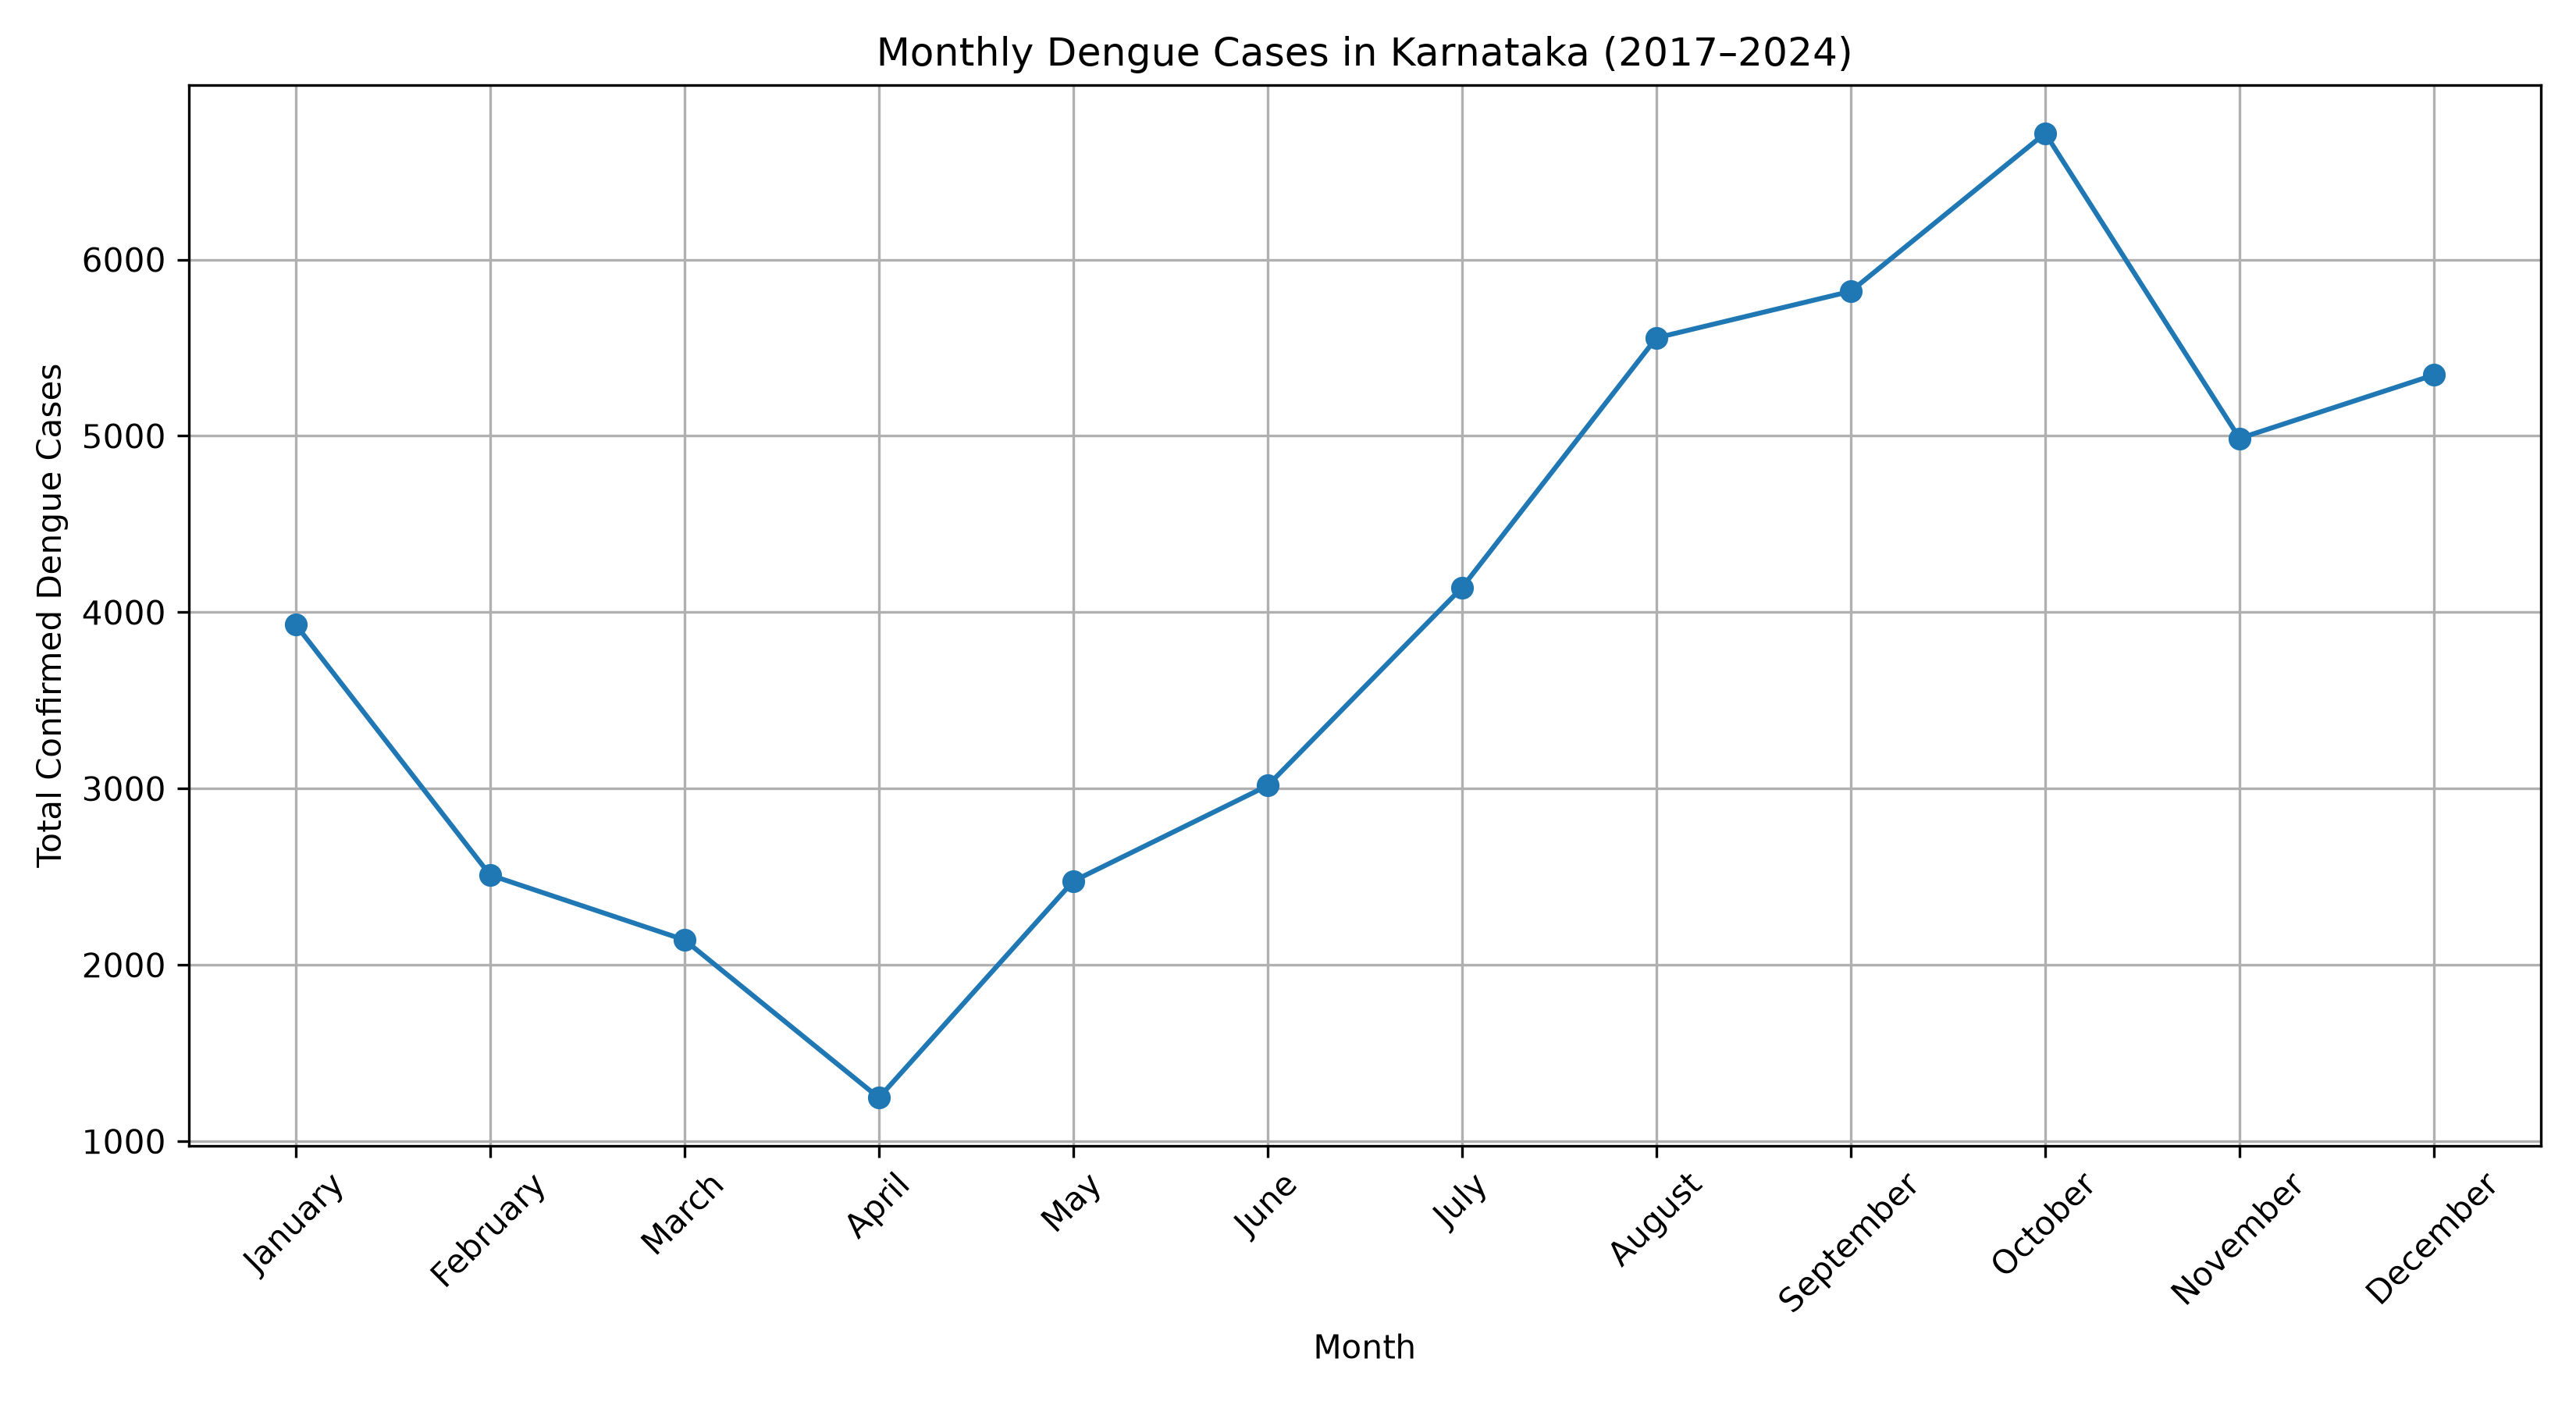 Monthly Dengue Cases in Karnataka (2017–2024)
Total Confirmed Dengue Cases
6000
5000
4000
3000
2000
1000
January
February
March
April
May
June
July
August
September
October
November
December
Month